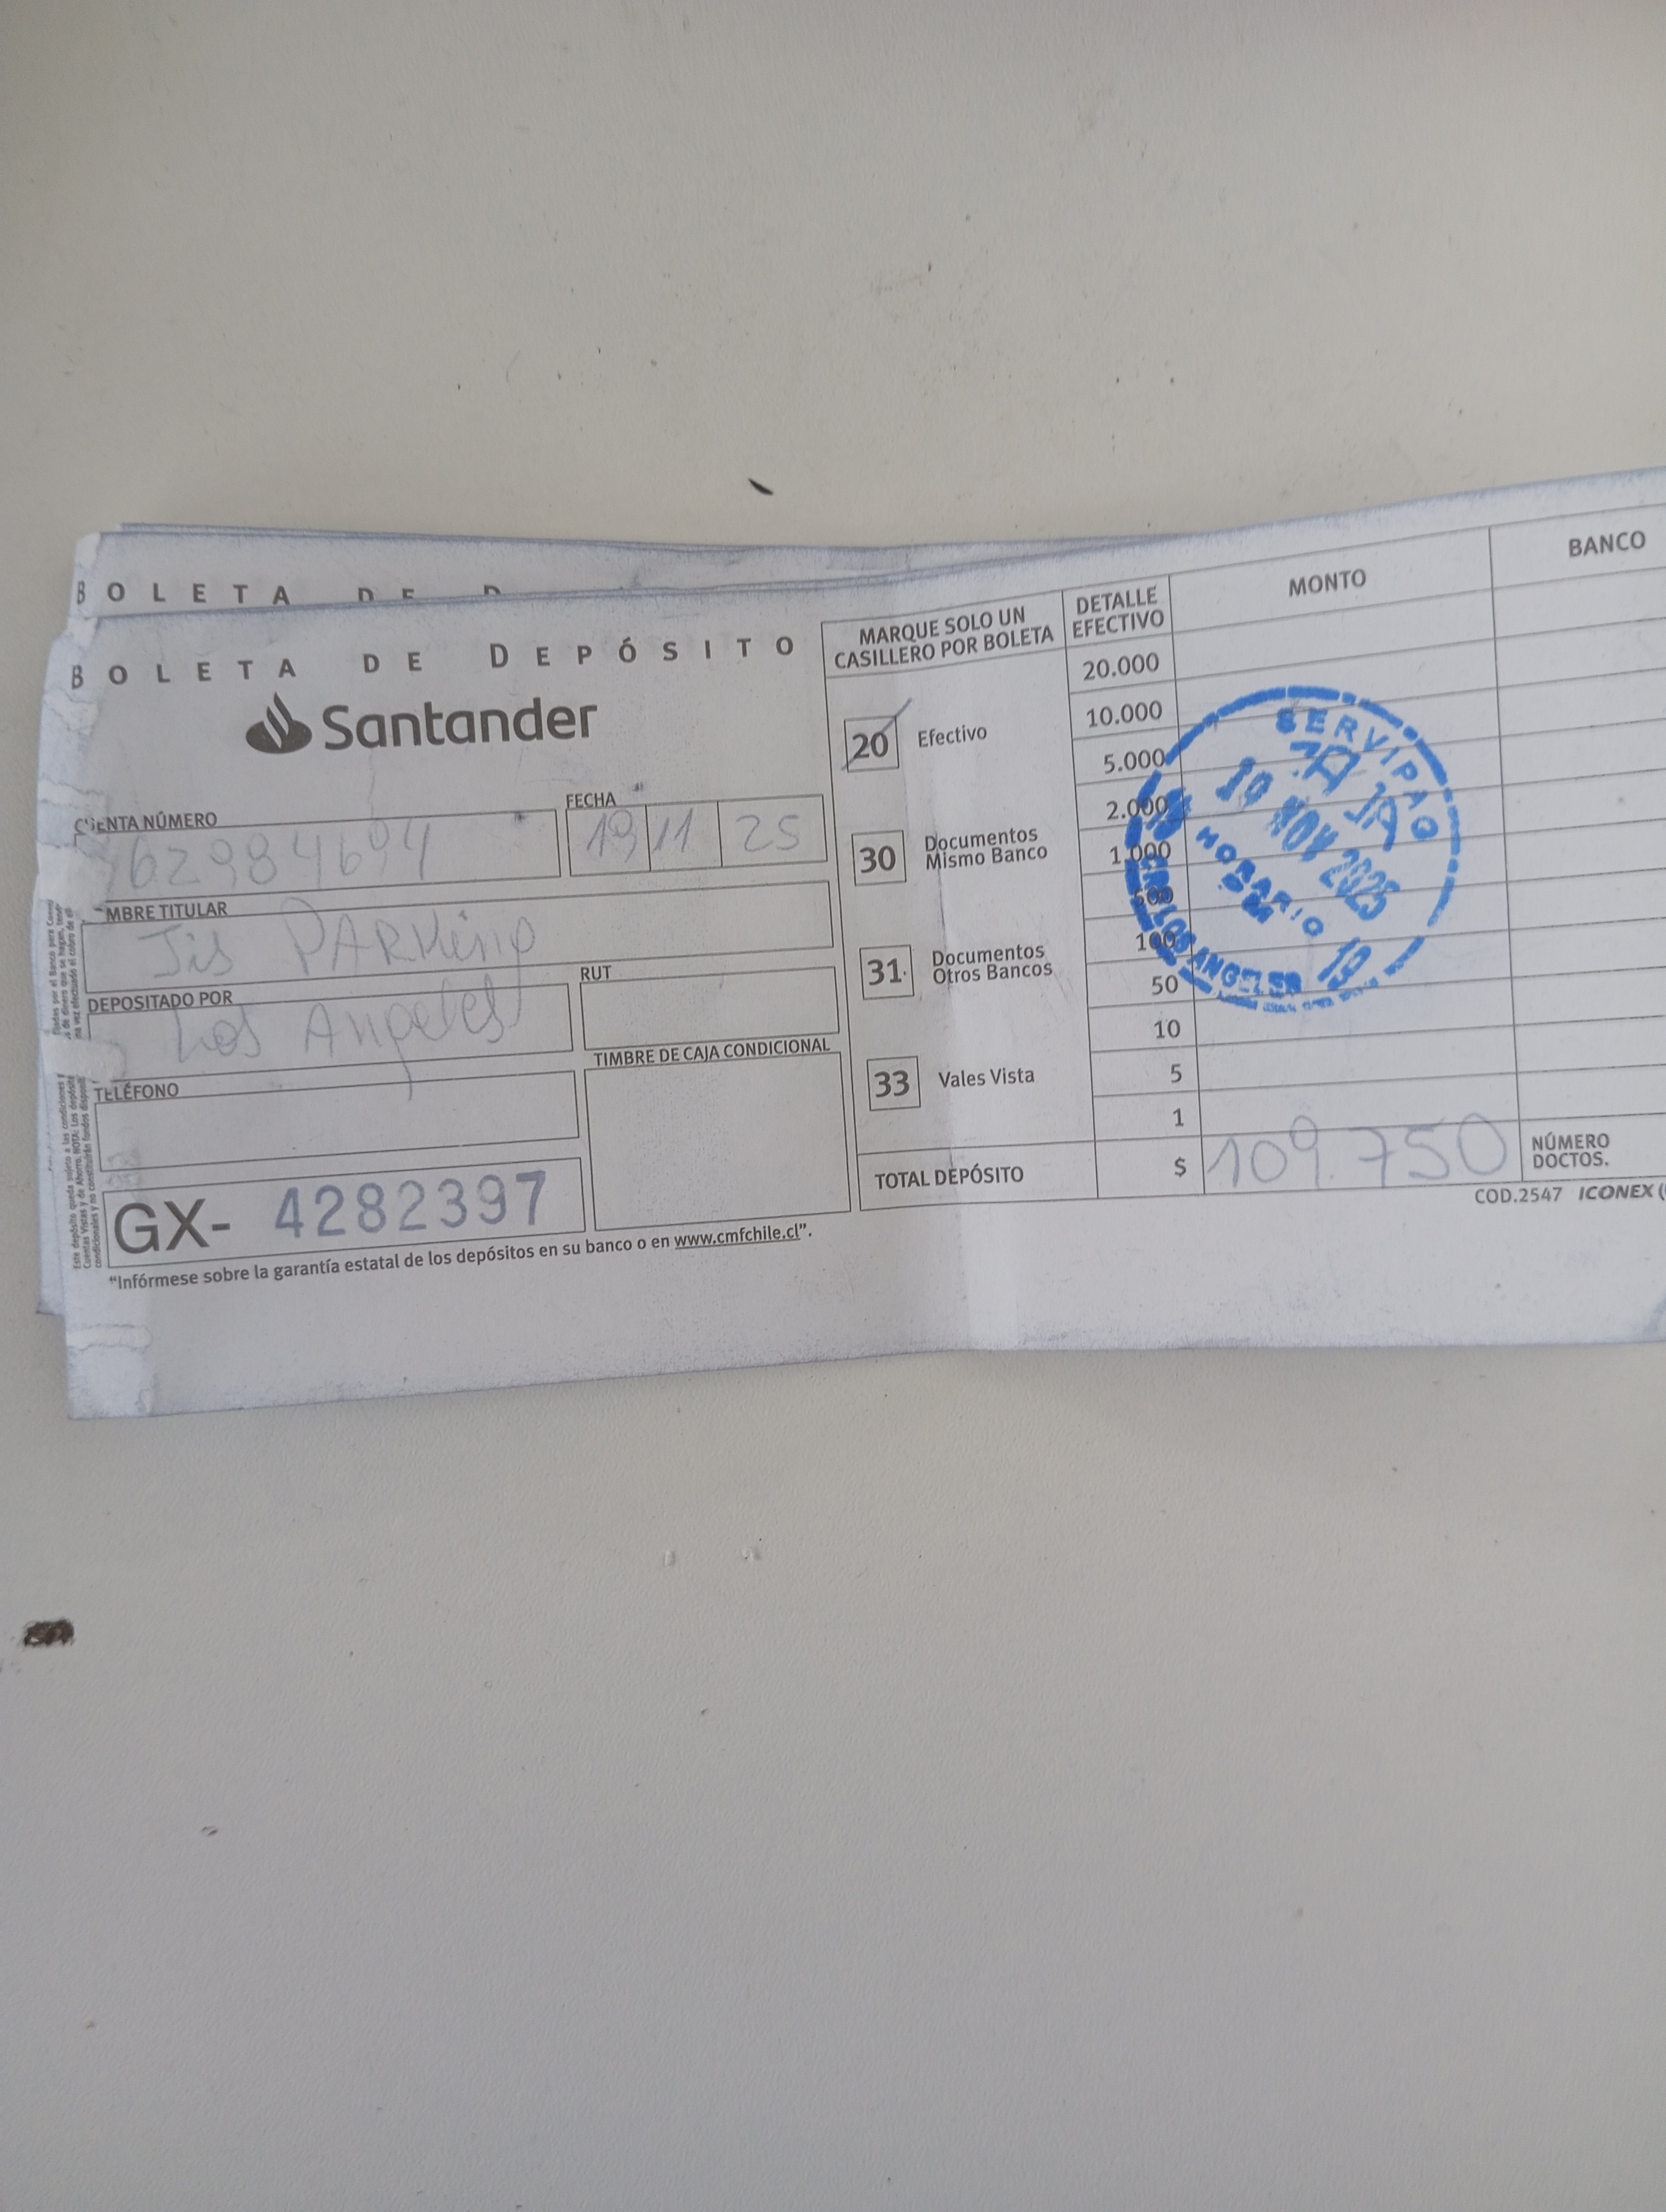 BOLETA DE D
BOLETA DE DEPÓSITO
Santander
CUENTA NÚMERO
62984694
FECHA
19 11 25
MBRE TITULAR
Jis PARKing
DEPOSITADO POR
Los Angeles
RUT
TELÉFONO
TIMBRE DE CAJA CONDICIONAL
GX- 4282397
"Infórmese sobre la garantía estatal de los depósitos en su banco o en www.cmfchile.cl".
MARQUE SOLO UN
CASILLERO POR BOLETA
20 Efectivo
30 Documentos
Mismo Banco
31 Documentos
Otros Bancos
33 Vales Vista
DETALLE
EFECTIVO
MONTO
BANCO
20.000
10.000
5.000
2.000
1.000
500
100
50
10
5
1
TOTAL DEPÓSITO $ 109.750
NÚMERO
DOCTOS.
COD.2547 ICONEX
SERVIPAG
NOV 2025
HORARIO
LOS ANGELES 19